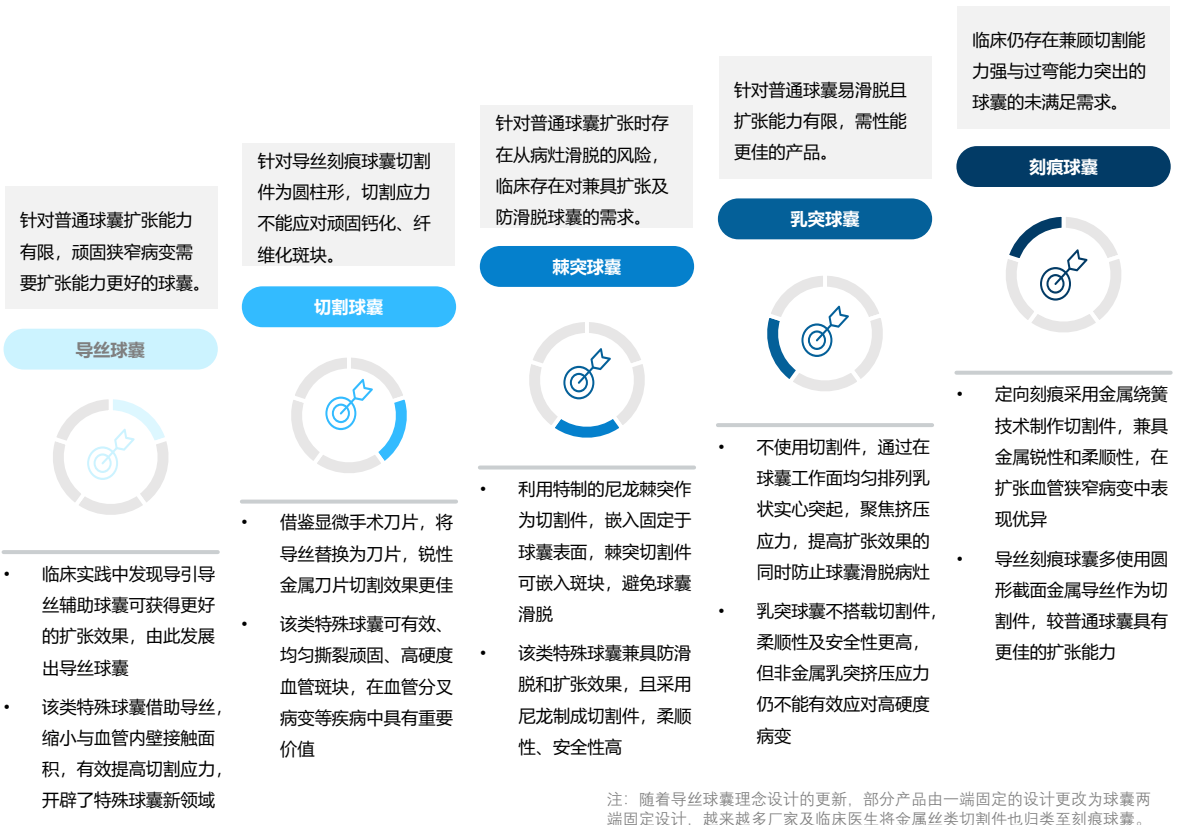 针对普通球囊扩张能力
有限，顽固狭窄病变需
要扩张能力更好的球囊。
导丝球囊
• 临床实践中发现导引导
丝辅助球囊可获得更好
的扩张效果，由此发展
出导丝球囊
• 该类特殊球囊借助导丝，
缩小与血管内壁接触面
积，有效提高切割应力，
开辟了特殊球囊新领域
针对导丝刻痕球囊切割
件为圆柱形，切割应力
不能应对顽固钙化、纤
维化斑块。
切割球囊
• 借鉴显微手术刀片，将
导丝替换为刀片，锐性
金属刀片切割效果更佳
• 该类特殊球囊可有效、
均匀撕裂顽固、高硬度
血管斑块，在血管分叉
病变等疾病中具有重要
价值
针对普通球囊扩张时存
在从病灶滑脱的风险，
临床存在对兼具扩张及
防滑脱球囊的需求。
棘突球囊
• 利用特制的尼龙棘突作
为切割件，嵌入固定于
球囊表面，棘突切割件
可嵌入斑块，避免球囊
滑脱
• 该类特殊球囊兼具防滑
脱和扩张效果，且采用
尼龙制成切割件，柔顺
性、安全性高
针对普通球囊易滑脱且
扩张能力有限，需性能
更佳的产品。
乳突球囊
• 不使用切割件，通过在
球囊工作面均匀排列乳
状实心突起，聚焦挤压
应力，提高扩张效果的
同时防止球囊滑脱病灶
• 乳突球囊不搭载切割件，
柔顺性及安全性更高，
但非金属乳突挤压应力
仍不能有效应对高硬度
病变
临床仍存在兼顾切割能
力强与过弯能力突出的
球囊的未满足需求。
刻痕球囊
• 定向刻痕采用金属绕簧
技术制作切割件，兼具
金属锐性和柔顺性，在
扩张血管狭窄病变中表
现优异
• 导丝刻痕球囊多使用圆
形截面金属导丝作为切
割件，较普通球囊具有
更佳的扩张能力
注：随着导丝球囊理念设计的更新，部分产品由一端固定的设计更改为球囊两
端固定设计，越来越多厂家及临床医生将金属丝类切割件也归类至刻痕球囊。